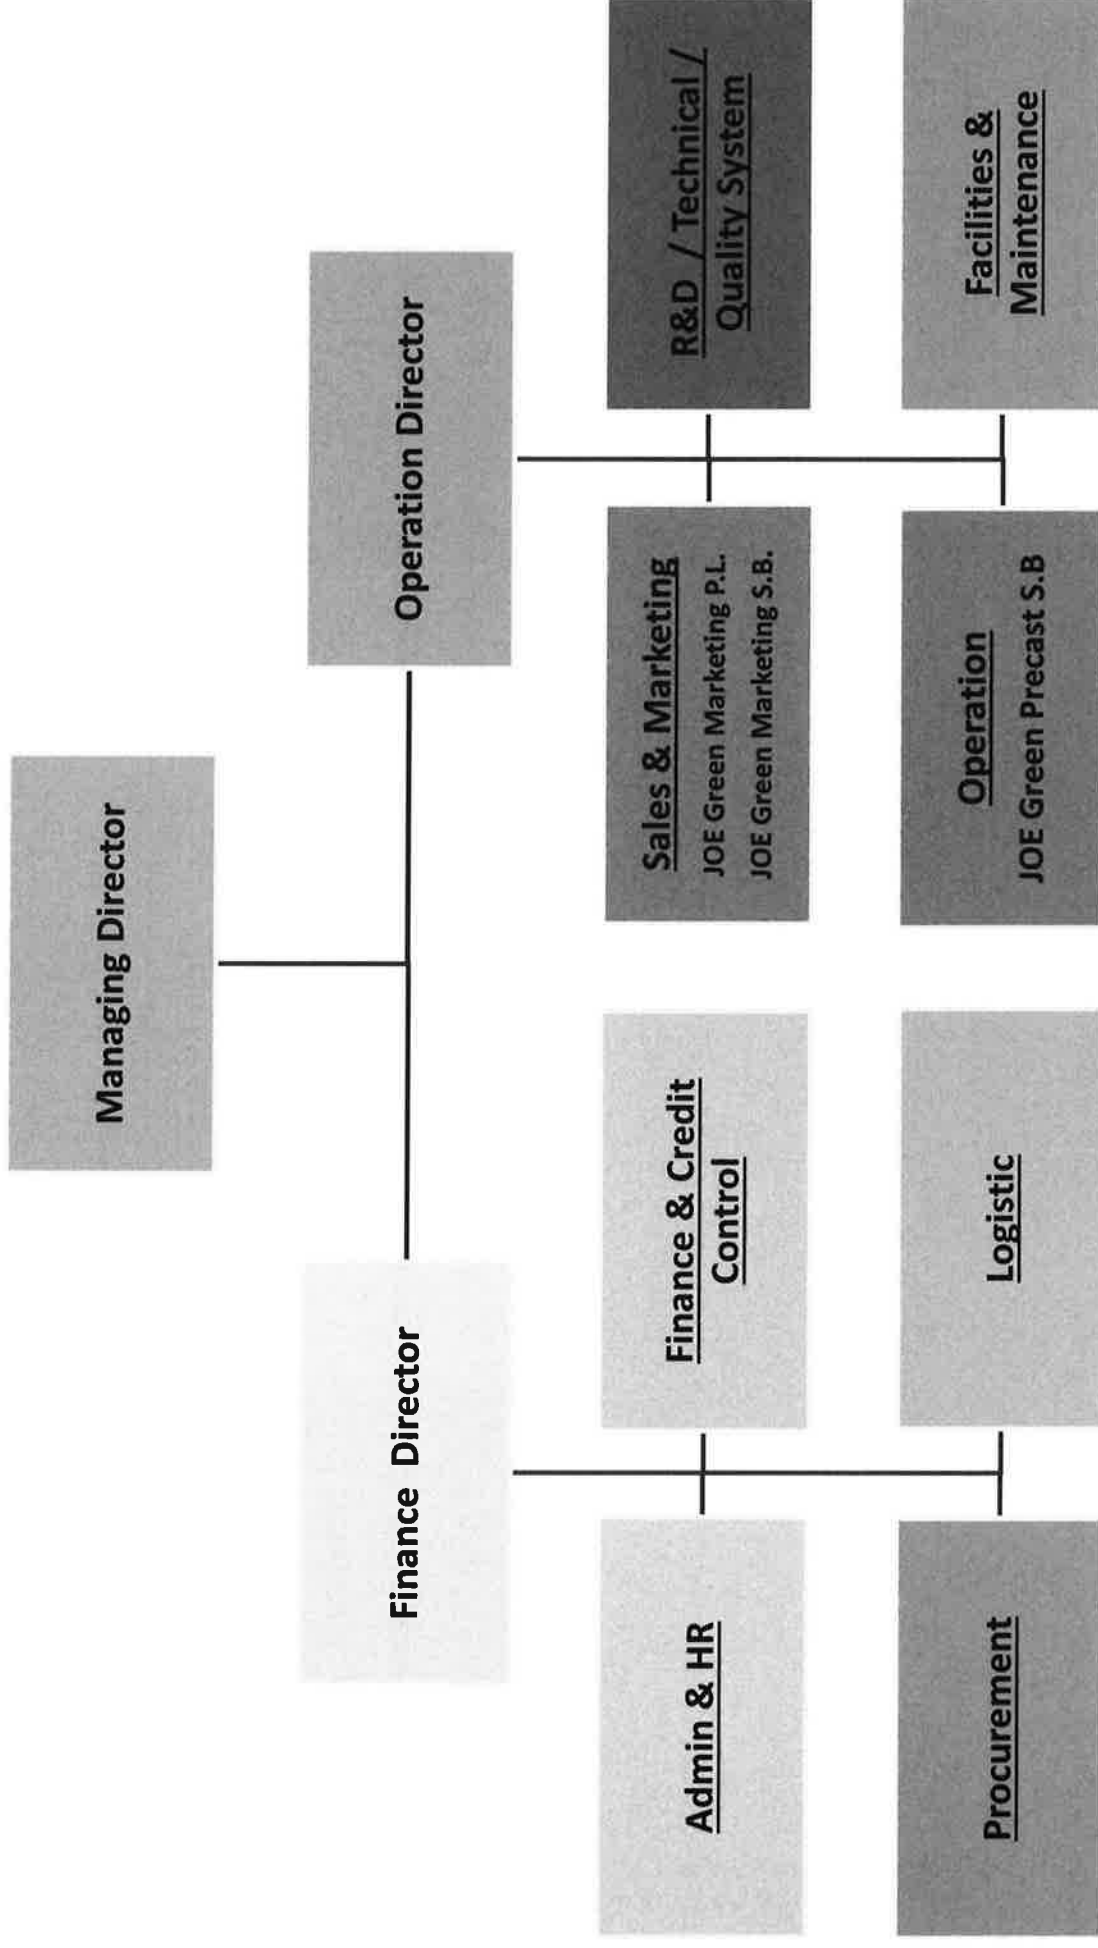 Managing Director
Finance  Director
Operation Director
Admin & HR
Finance & Credit
Control
Sales & Marketing
JOE Green Marketing P.L.
JOE Green Marketing S.B.
R&D  / Technical /
Quality System
Procurement
Logistic
Operation
JOE Green Precast S.B
Facilities &
Maintenance